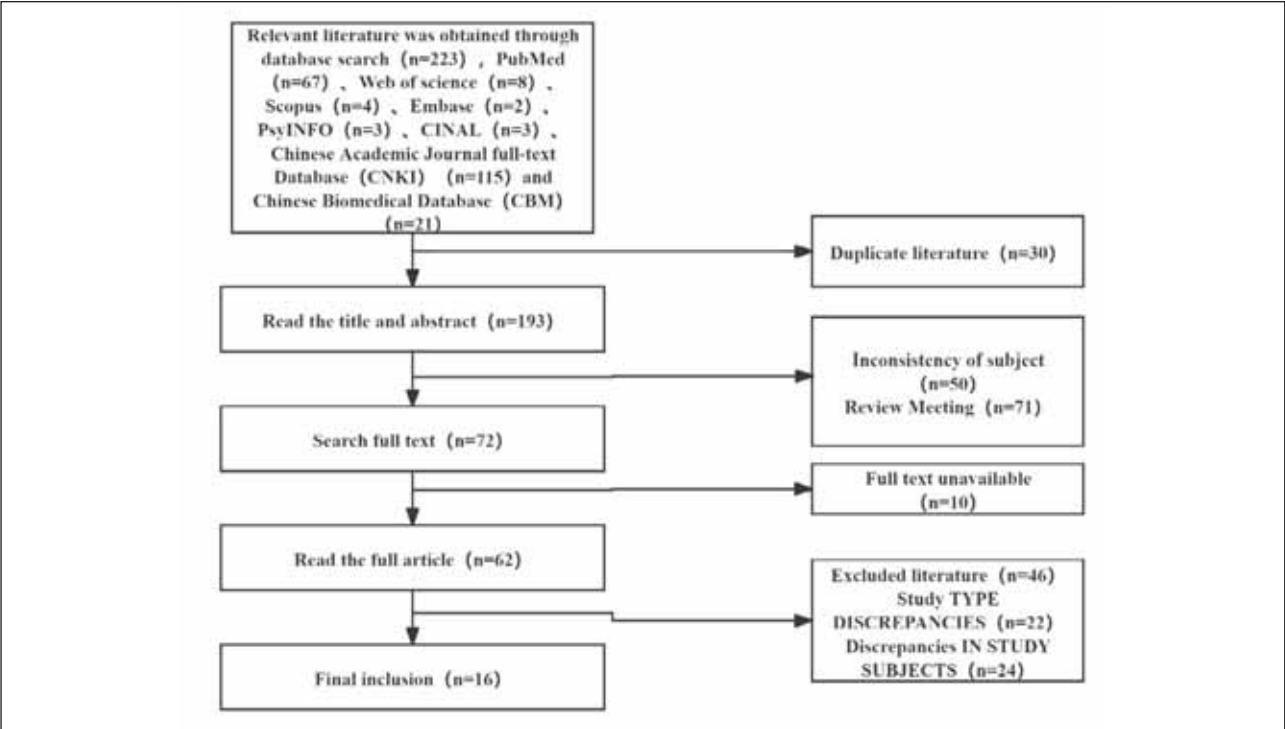 Relevant literature was obtained through
database search (n=223) , PubMed
(n=67) 、Web of science (n=8) 、
Scopus (n=4) 、Embase (n=2) 、
PsyINFO (n=3) 、CINAL (n=3) 、
Chinese Academic Journal full-text
Database (CNKI) (n=115) and
Chinese Biomedical Database (CBM)
(n=21)
Duplicate literature (n=30)
Read the title and abstract (n=193)
Inconsistency of subject
(n=50)
Review Meeting (n=71)
Search full text (n=72)
Full text unavailable
(n=10)
Read the full article (n=62)
Excluded literature (n=46)
Study TYPE
DISCREPANCIES (n=22)
Discrepancies IN STUDY
SUBJECTS (n=24)
Final inclusion (n=16)